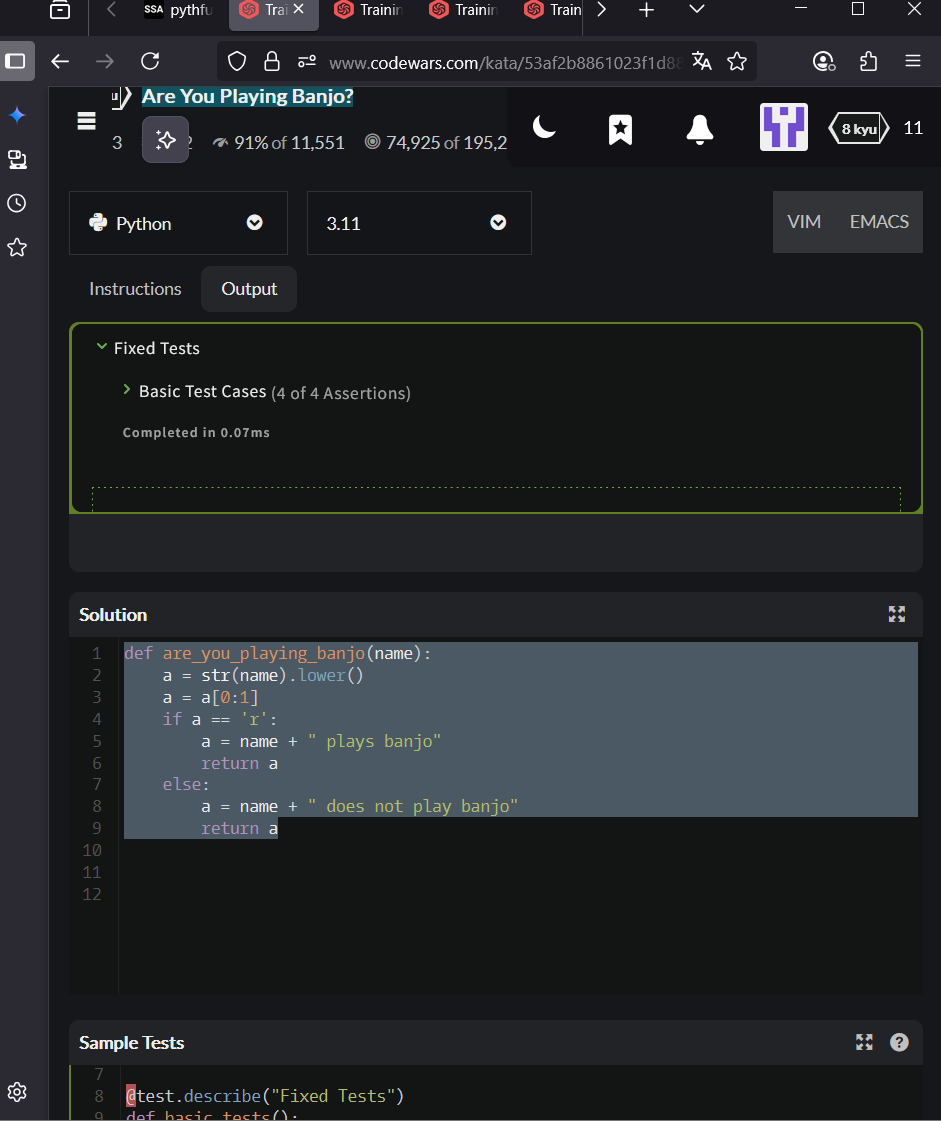 SSA pythfu Trai Trainin Trainin Train
www.codewars.com/kata/53af2b8861023f1d88
Are You Playing Banjo?
3 91% of 11,551 74,925 of 195,2 8 kyu 11
Python 3.11 VIM EMACS
Instructions Output
Fixed Tests
Basic Test Cases (4 of 4 Assertions)
Completed in 0.07ms
Solution
1 def are_you_playing_banjo(name):
2 a = str(name).lower()
3 a = a[0:1]
4 if a == 'r':
5 a = name + " plays banjo"
6 return a
7 else:
8 a = name + " does not play banjo"
9 return a
10
11
12
Sample Tests
7
8 @test.describe("Fixed Tests")
9 def basic_tests():